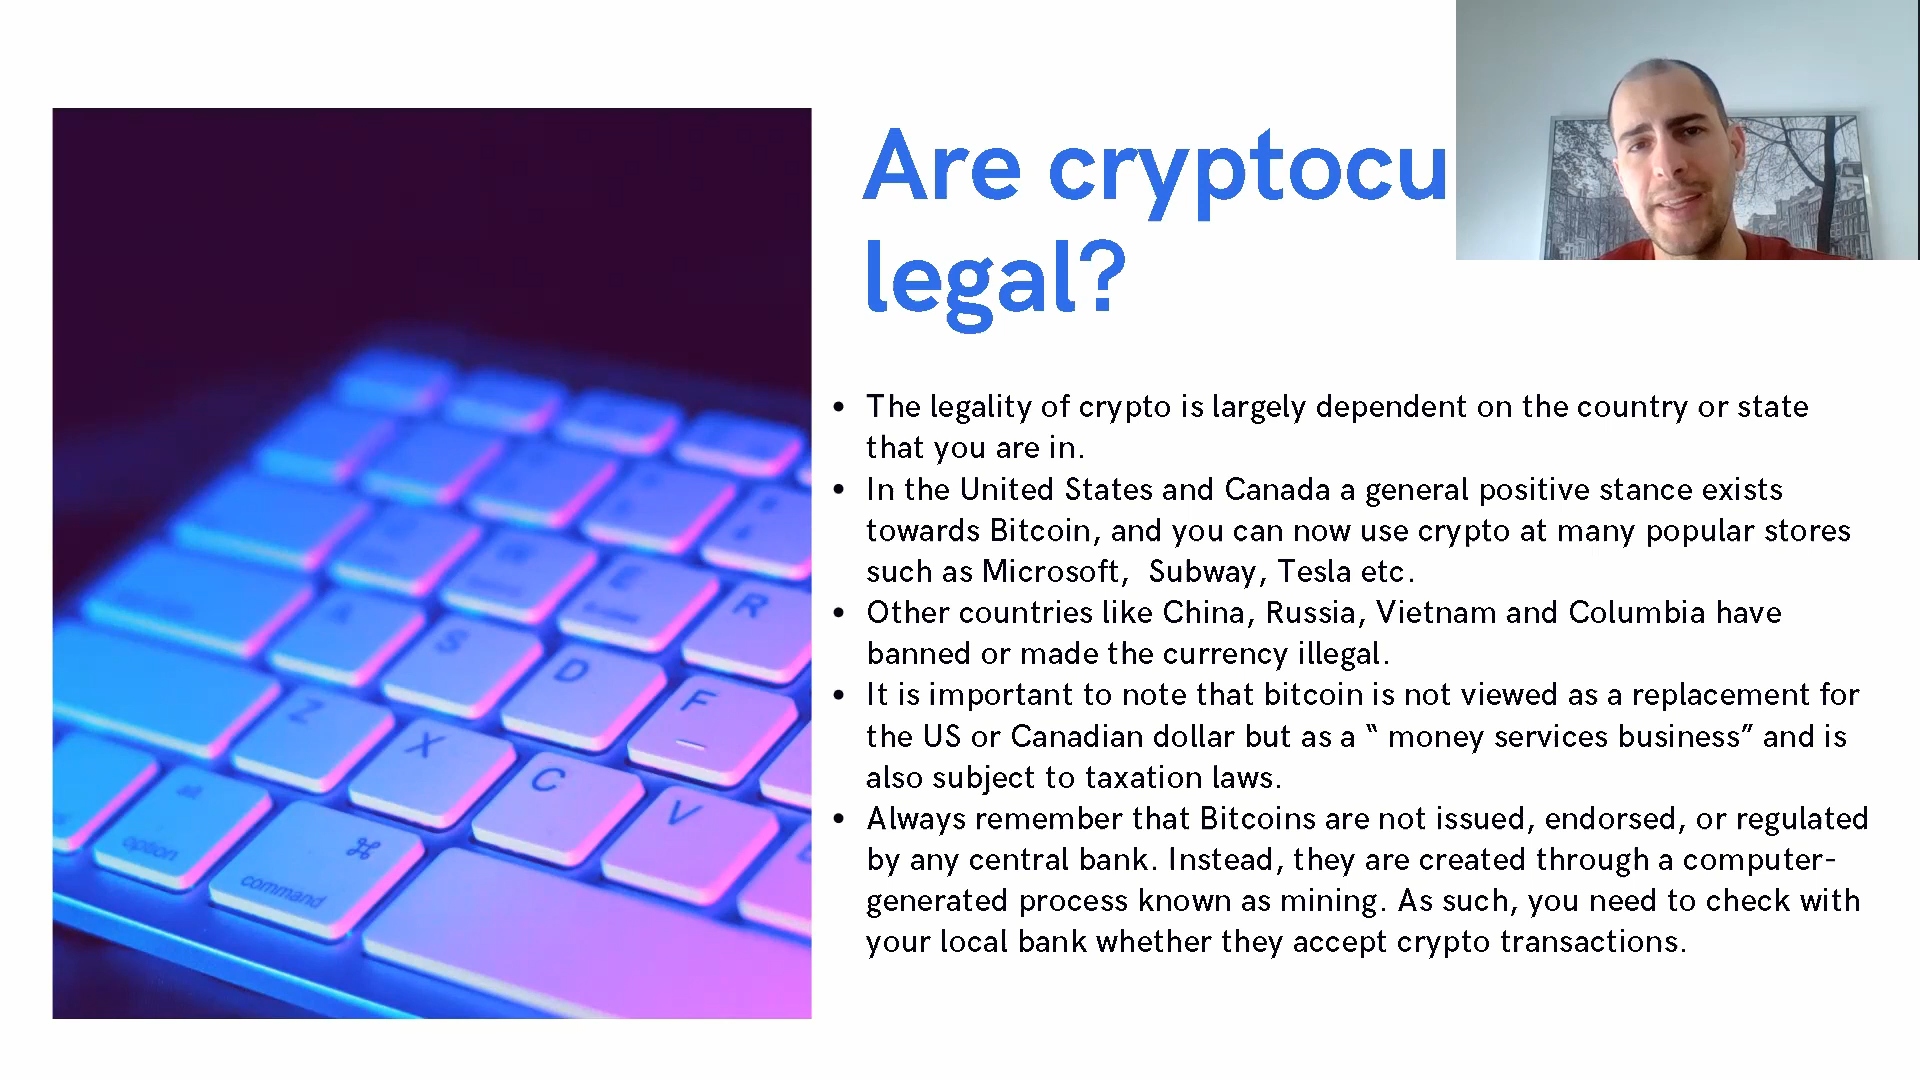 Are cryptocu
legal?
• The legality of crypto is largely dependent on the country or state
that you are in.
• In the United States and Canada a general positive stance exists
towards Bitcoin, and you can now use crypto at many popular stores
such as Microsoft,  Subway, Tesla etc.
• Other countries like China, Russia, Vietnam and Columbia have
banned or made the currency illegal.
• It is important to note that bitcoin is not viewed as a replacement for
the US or Canadian dollar but as a “ money services business” and is
also subject to taxation laws.
• Always remember that Bitcoins are not issued, endorsed, or regulated
by any central bank. Instead, they are created through a computer-
generated process known as mining. As such, you need to check with
your local bank whether they accept crypto transactions.
E
R
A
S
D
F
Z
X
C
V
alt
option
⌘
command